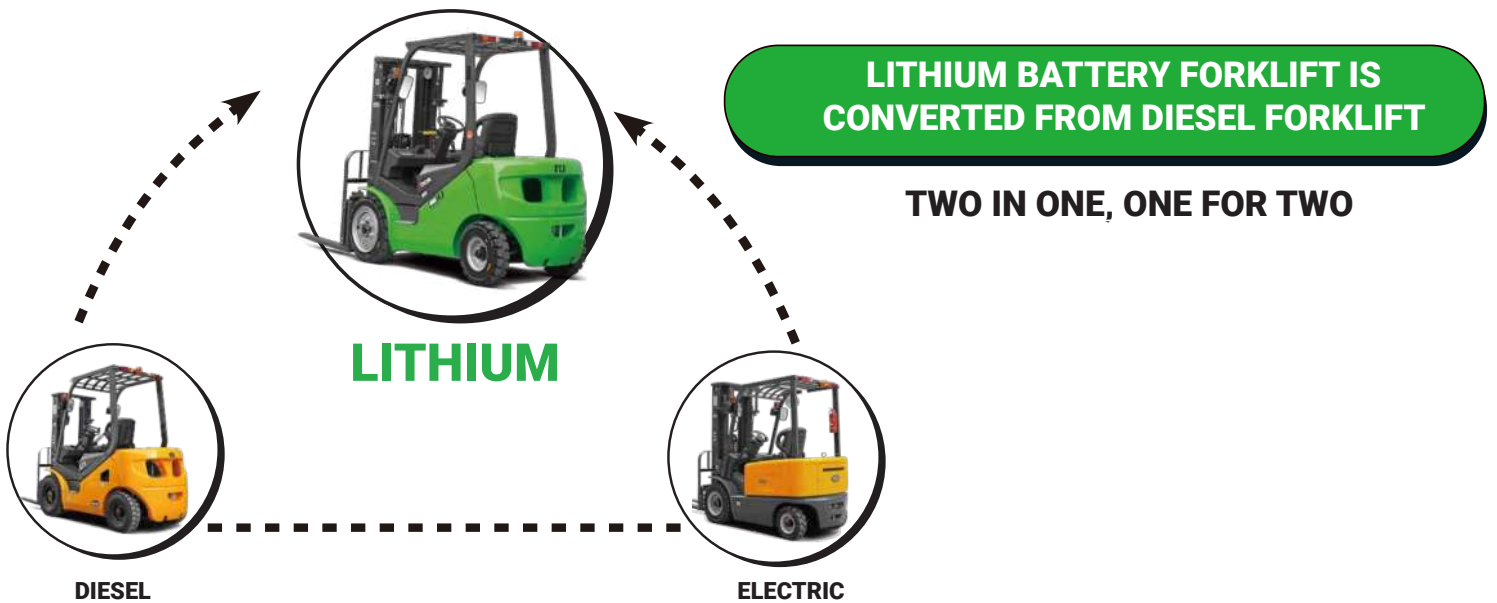 LITHIUM BATTERY FORKLIFT IS
CONVERTED FROM DIESEL FORKLIFT
TWO IN ONE, ONE FOR TWO
LITHIUM
DIESEL
ELECTRIC